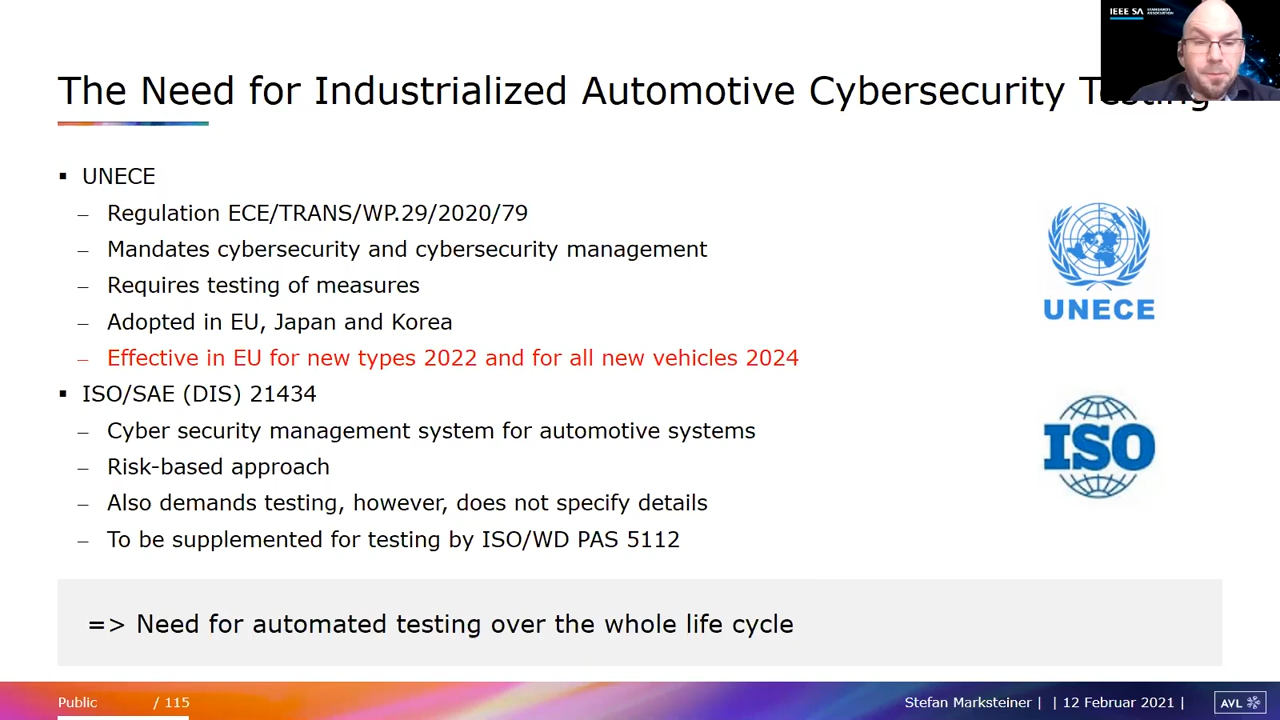 IEEE SA STANDARDS ASSOCIATION
The Need for Industrialized Automotive Cybersecurity Testing
▪ UNECE
– Regulation ECE/TRANS/WP.29/2020/79
– Mandates cybersecurity and cybersecurity management
– Requires testing of measures
– Adopted in EU, Japan and Korea
– Effective in EU for new types 2022 and for all new vehicles 2024
UNECE
▪ ISO/SAE (DIS) 21434
– Cyber security management system for automotive systems
– Risk-based approach
– Also demands testing, however, does not specify details
– To be supplemented for testing by ISO/WD PAS 5112
ISO
=> Need for automated testing over the whole life cycle
Public / 115 Stefan Marksteiner | | 12 Februar 2021 | AVL